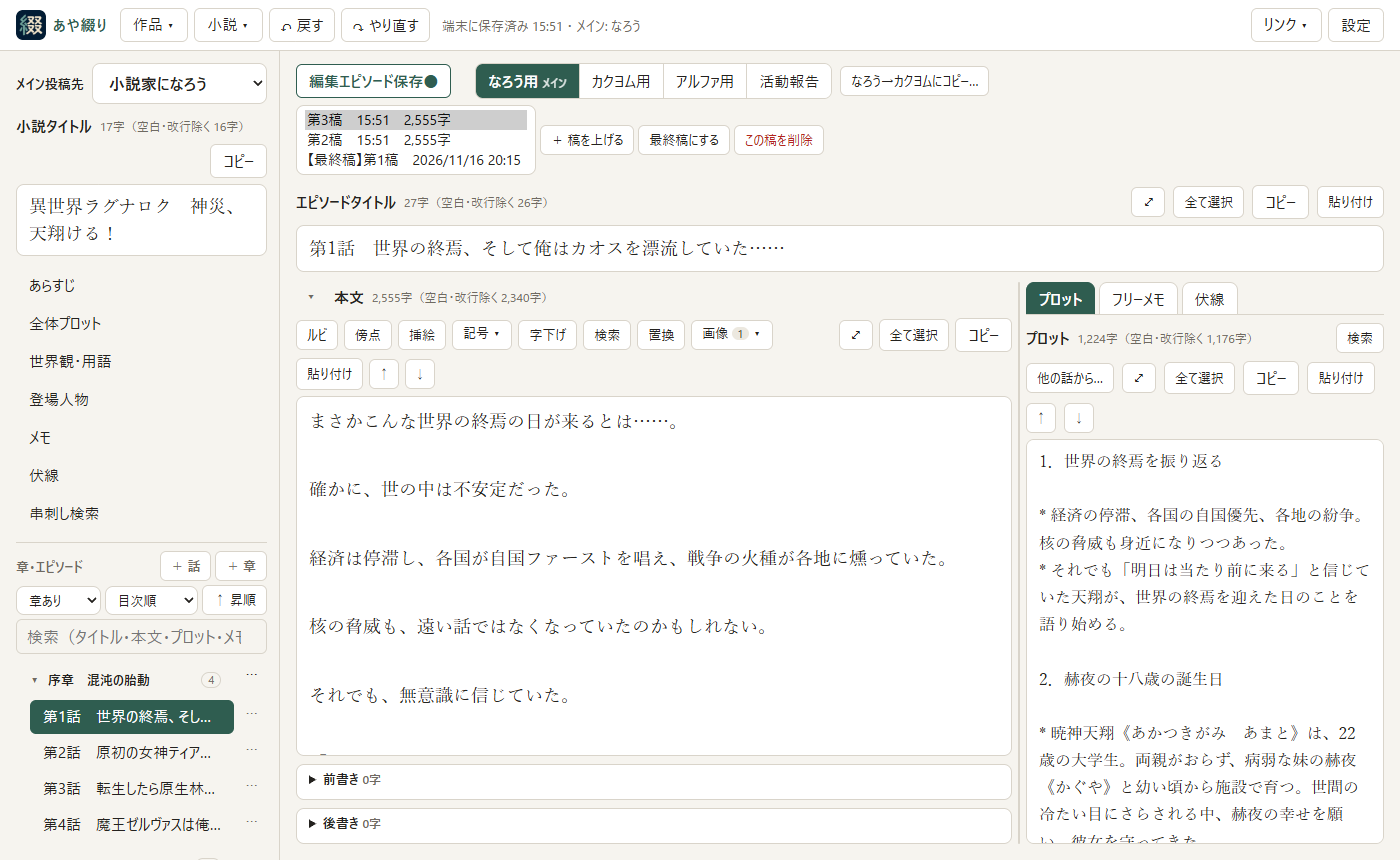 綴 あや綴り 作品 ▾ 小説 ▾ ↶ 戻す ↷ やり直す 端末に保存済み 15:51・メイン: なろう リンク ▾ 設定
メイン投稿先 小説家になろう
小説タイトル 17字（空白・改行除く16字）
コピー
異世界ラグナロク　神災、
天翔ける！
あらすじ
全体プロット
世界観・用語
登場人物
メモ
伏線
串刺し検索
章・エピソード ＋ 話 ＋ 章
章あり 目次順 ↑ 昇順
検索（タイトル・本文・プロット・メモ
▾ 序章　混沌の胎動 4 …
第1話　世界の終焉、そし… …
第2話　原初の女神ティア… …
第3話　転生したら原生林… …
第4話　魔王ゼルヴァスは俺… …
編集エピソード保存● なろう用 メイン カクヨム用 アルファ用 活動報告 なろう→カクヨムにコピー…
第3稿　15:51　2,555字
第2稿　15:51　2,555字
【最終稿】第1稿　2026/11/16 20:15
＋ 稿を上げる 最終稿にする この稿を削除
エピソードタイトル 27字（空白・改行除く26字） ⤢ 全て選択 コピー 貼り付け
第1話　世界の終焉、そして俺はカオスを漂流していた……
▾ 本文 2,555字（空白・改行除く2,340字）
ルビ 傍点 挿絵 記号 ▾ 字下げ 検索 置換 画像 1 ▾ ⤢ 全て選択 コピー
貼り付け ↑ ↓
まさかこんな世界の終焉の日が来るとは……。
確かに、世の中は不安定だった。
経済は停滞し、各国が自国ファーストを唱え、戦争の火種が各地に燻っていた。
核の脅威も、遠い話ではなくなっていたのかもしれない。
それでも、無意識に信じていた。
▶ 前書き 0字
▶ 後書き 0字
プロット フリーメモ 伏線
プロット 1,224字（空白・改行除く1,176字） 検索
他の話から… ⤢ 全て選択 コピー 貼り付け
↑ ↓
1．世界の終焉を振り返る
* 経済の停滞、各国の自国優先、各地の紛争。
核の脅威も身近になりつつあった。
* それでも「明日は当たり前に来る」と信じて
いた天翔が、世界の終焉を迎えた日のことを
語り始める。
2．赫夜の十八歳の誕生日
* 暁神天翔《あかつきがみ　あまと》は、22
歳の大学生。両親がおらず、病弱な妹の赫夜
《かぐや》と幼い頃から施設で育つ。世間の
冷たい目にさらされる中、赫夜の幸せを願
い、彼女を守ってきた